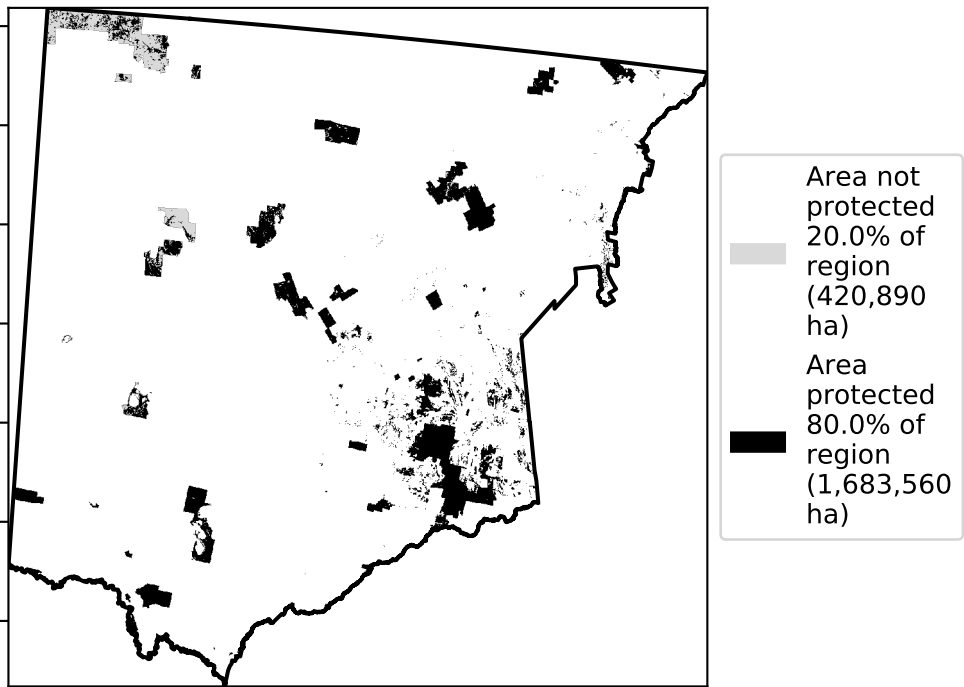 Area not
protected
20.0% of
region
(420,890
ha)
Area
protected
80.0% of
region
(1,683,560
ha)